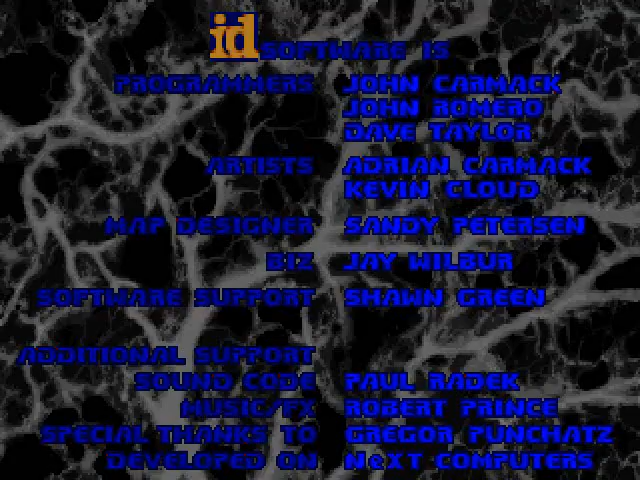 id SOFTWARE IS
PROGRAMMERS JOHN CARMACK
JOHN ROMERO
DAVE TAYLOR
ARTISTS ADRIAN CARMACK
KEVIN CLOUD
MAP DESIGNER SANDY PETERSEN
BIZ JAY WILBUR
SOFTWARE SUPPORT SHAWN GREEN
ADDITIONAL SUPPORT
SOUND CODE PAUL RADEK
MUSIC/FX ROBERT PRINCE
SPECIAL THANKS TO GREGOR PUNCHATZ
DEVELOPED ON NeXT COMPUTERS